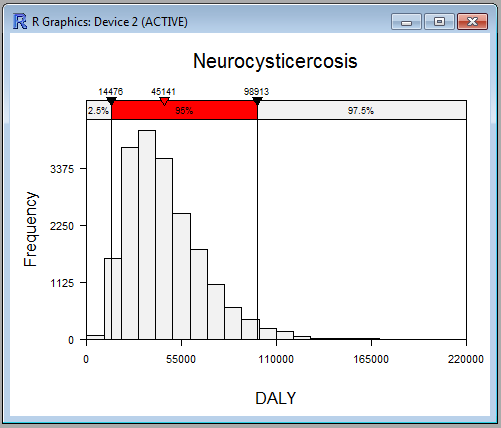 R Graphics: Device 2 (ACTIVE)
Neurocysticercosis
14476 45141 98913
2.5% 95% 97.5%
3375
2250
1125
0
Frequency
0 55000 110000 165000 220000
DALY